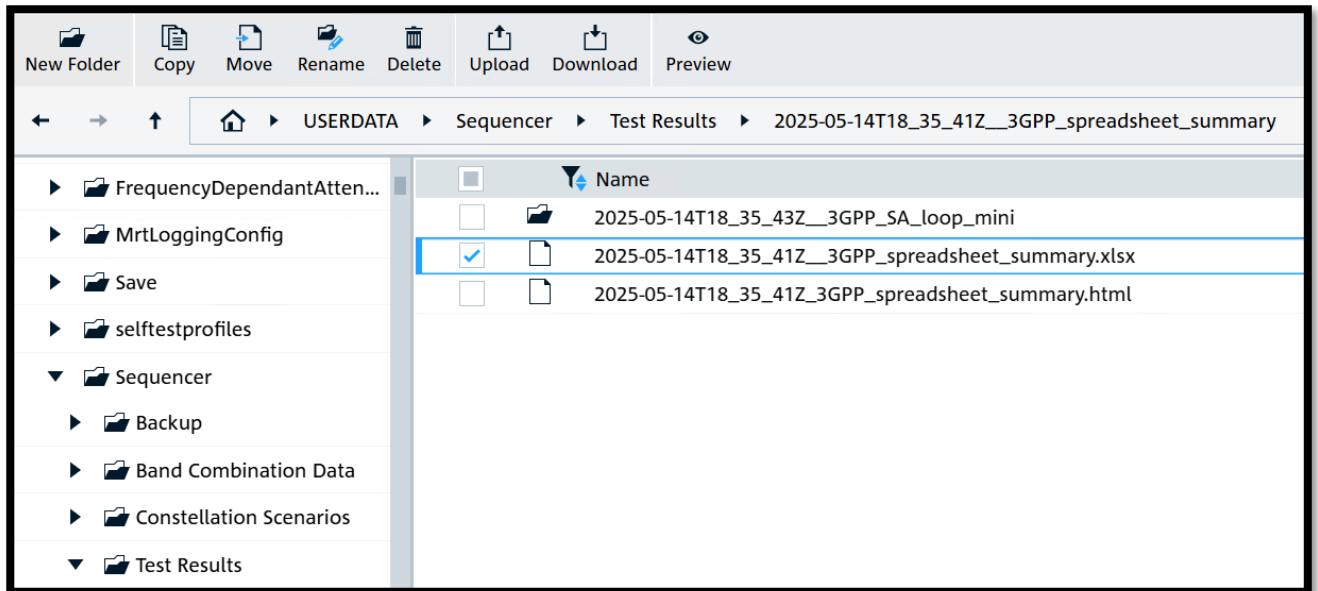 New Folder Copy Move Rename Delete Upload Download Preview
USERDATA Sequencer Test Results 2025-05-14T18_35_41Z__3GPP_spreadsheet_summary
FrequencyDependantAtten...
MrtLoggingConfig
Save
selftestprofiles
Sequencer
Backup
Band Combination Data
Constellation Scenarios
Test Results
Name
2025-05-14T18_35_43Z__3GPP_SA_loop_mini
2025-05-14T18_35_41Z__3GPP_spreadsheet_summary.xlsx
2025-05-14T18_35_41Z_3GPP_spreadsheet_summary.html